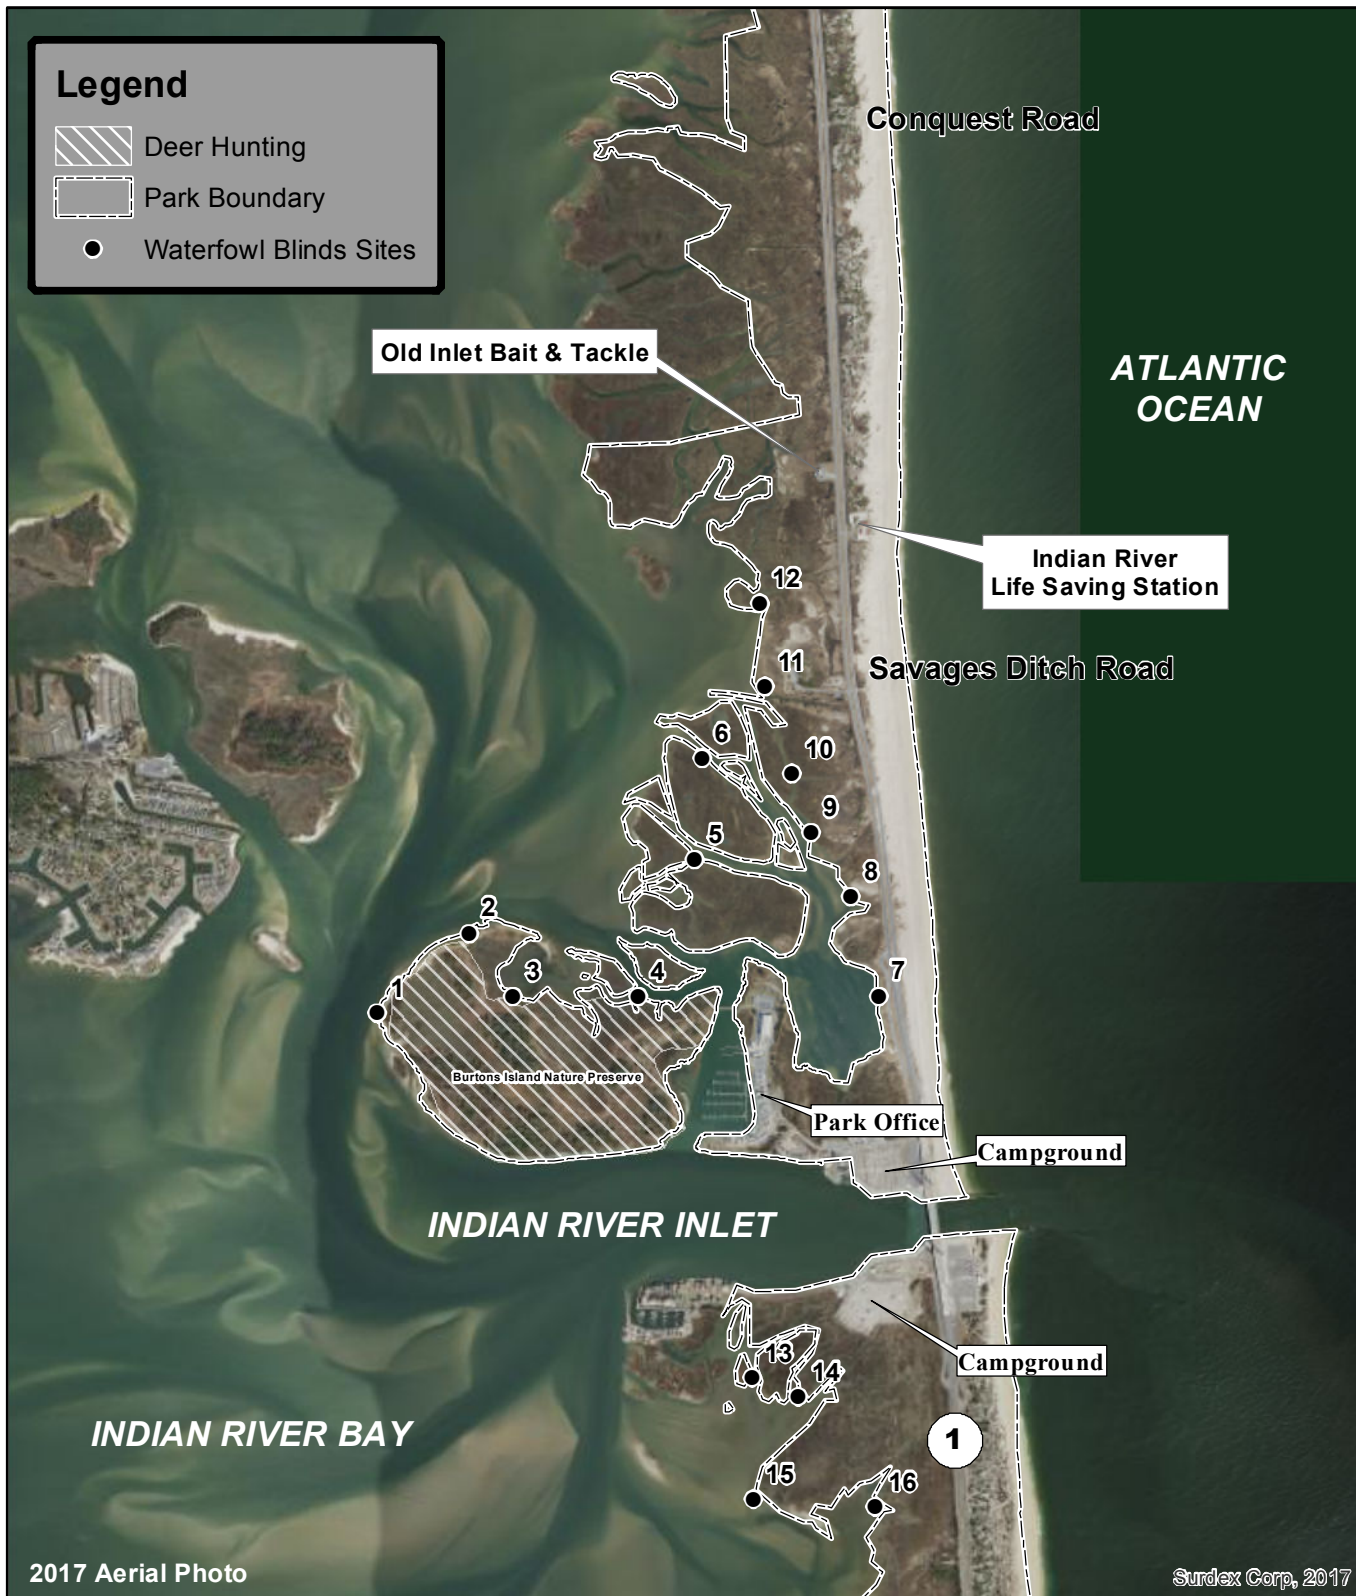 Legend
Deer Hunting
Park Boundary
Waterfowl Blinds Sites
Conquest Road
Old Inlet Bait & Tackle
ATLANTIC
OCEAN
Indian River
Life Saving Station
12
11
Savages Ditch Road
6
10
9
5
8
2
3
4
7
1
Burtons Island Nature Preserve
Park Office
Campground
INDIAN RIVER INLET
13
Campground
14
INDIAN RIVER BAY
1
15
16
2017 Aerial Photo
Surdex Corp, 2017